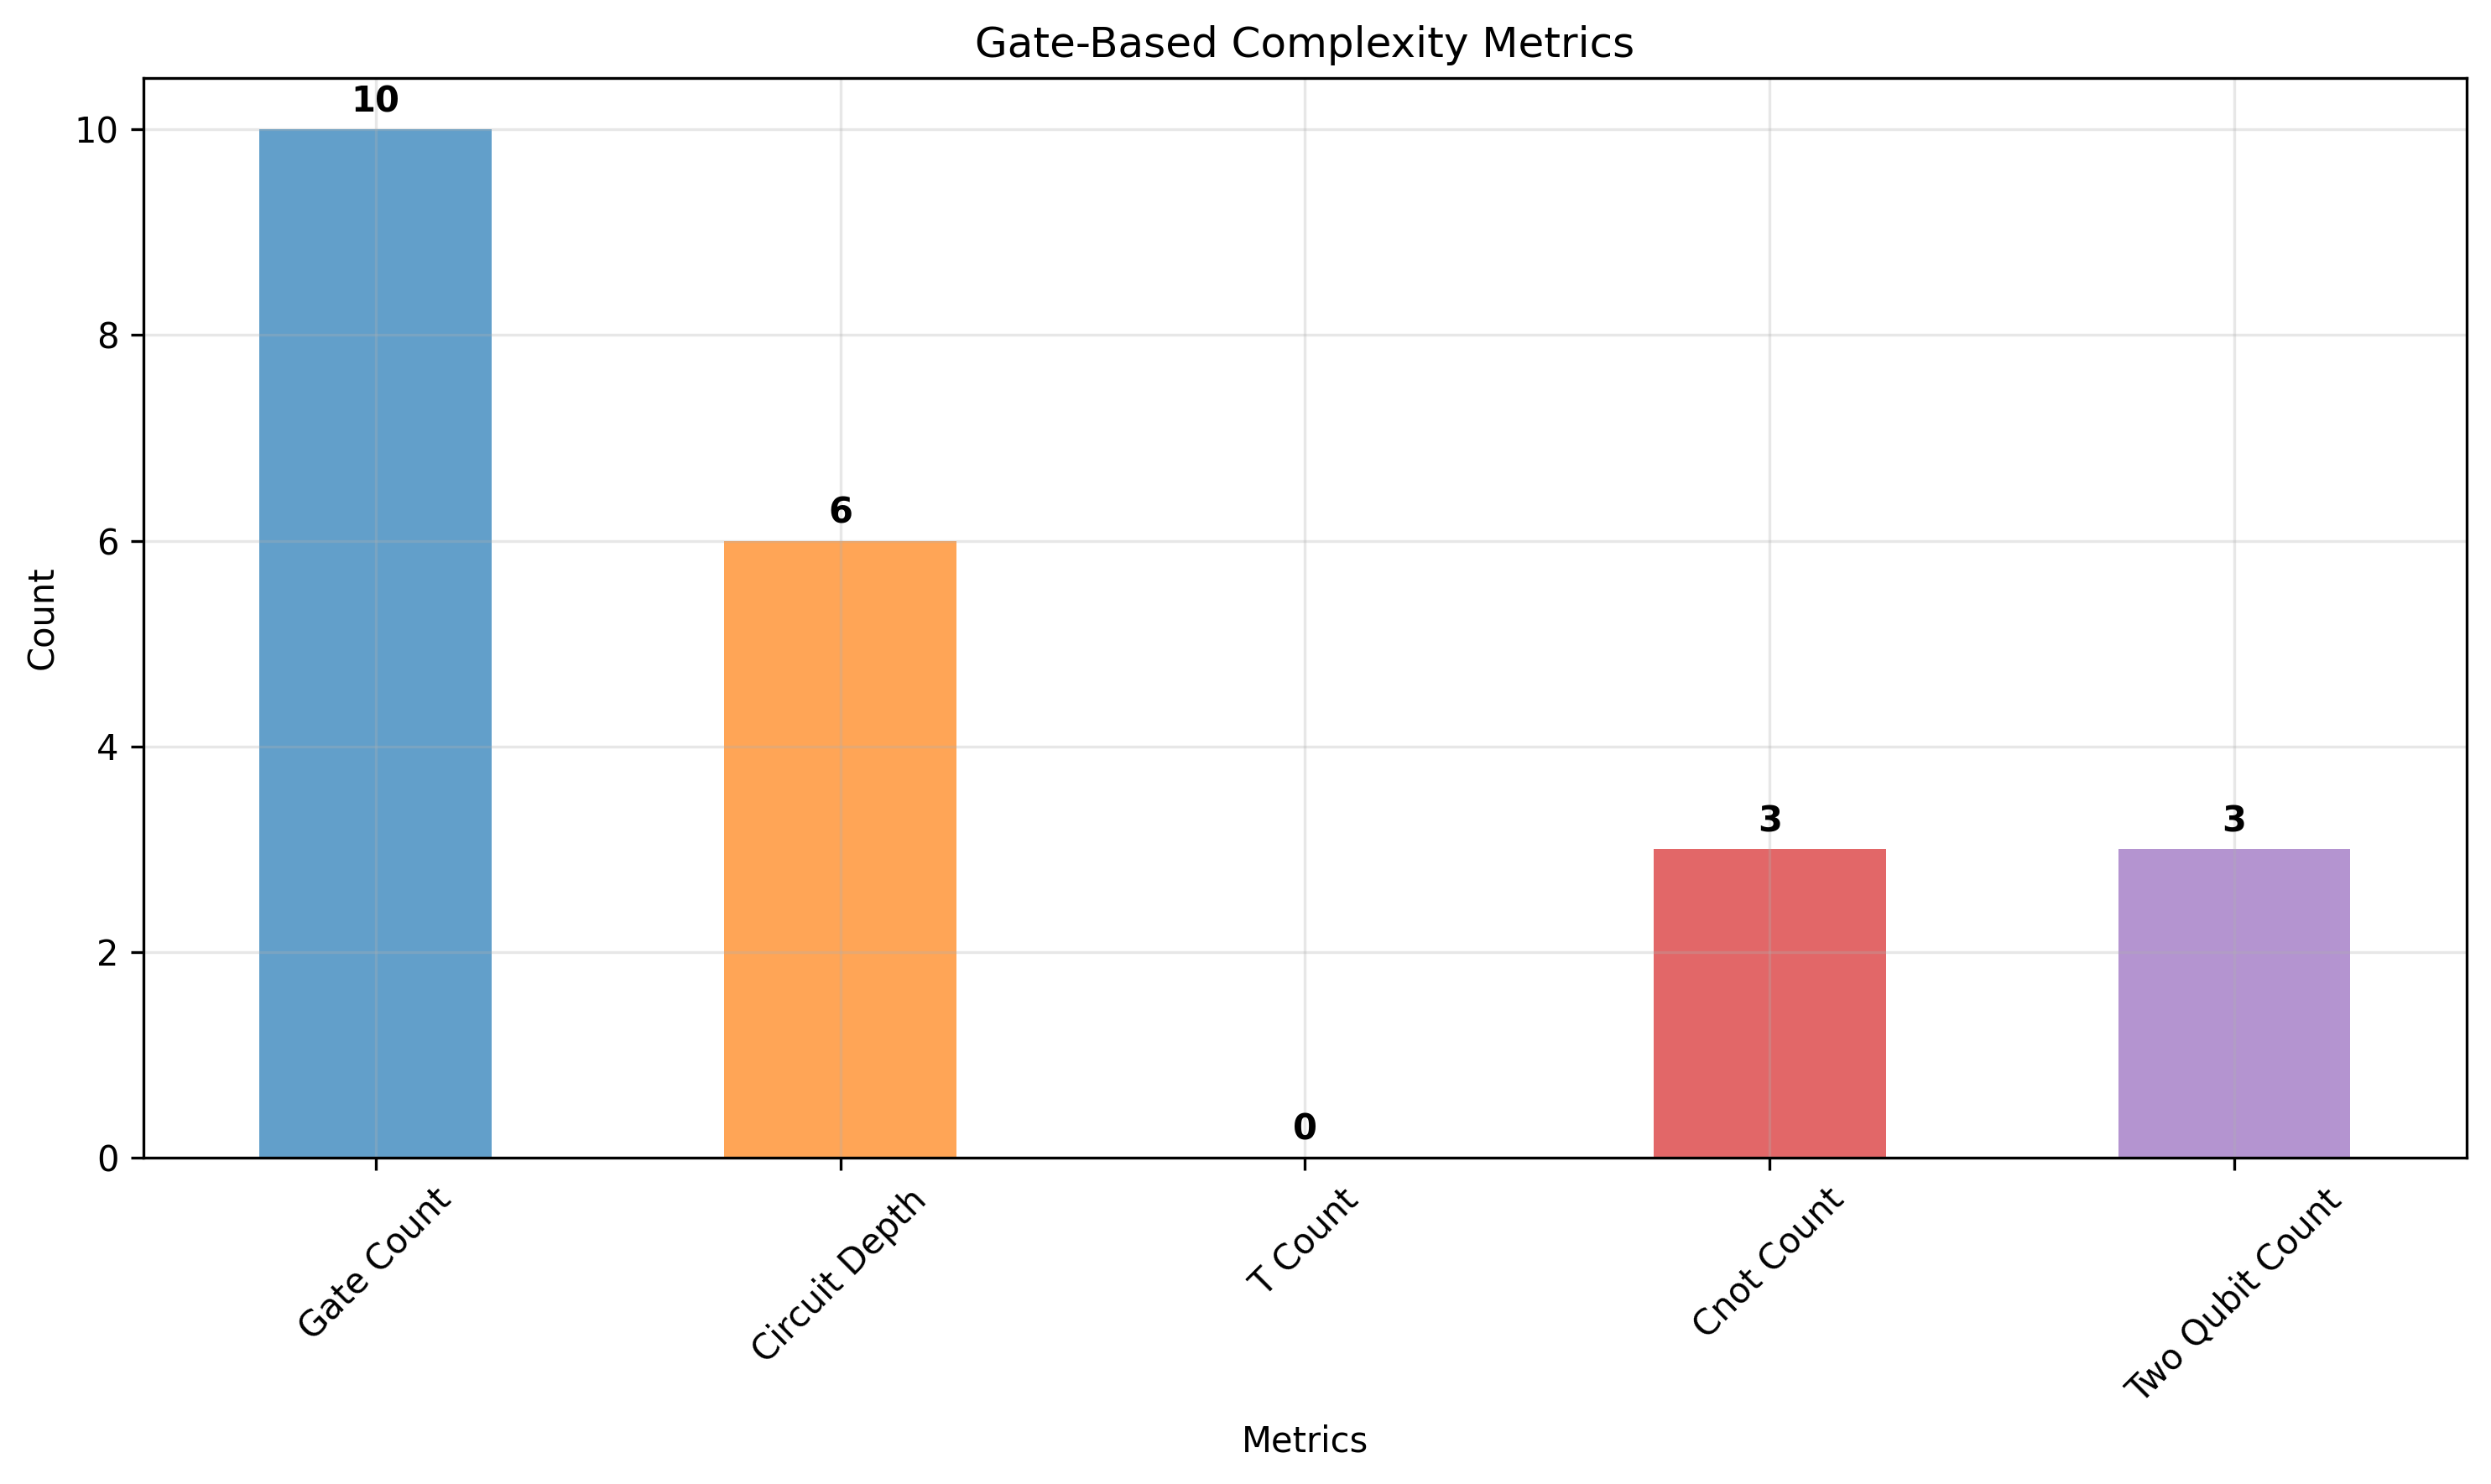 Gate-Based Complexity Metrics
10
8
6
4
2
0
Count
10
6
0
3
3
Gate Count
Circuit Depth
T Count
Cnot Count
Two Qubit Count
Metrics